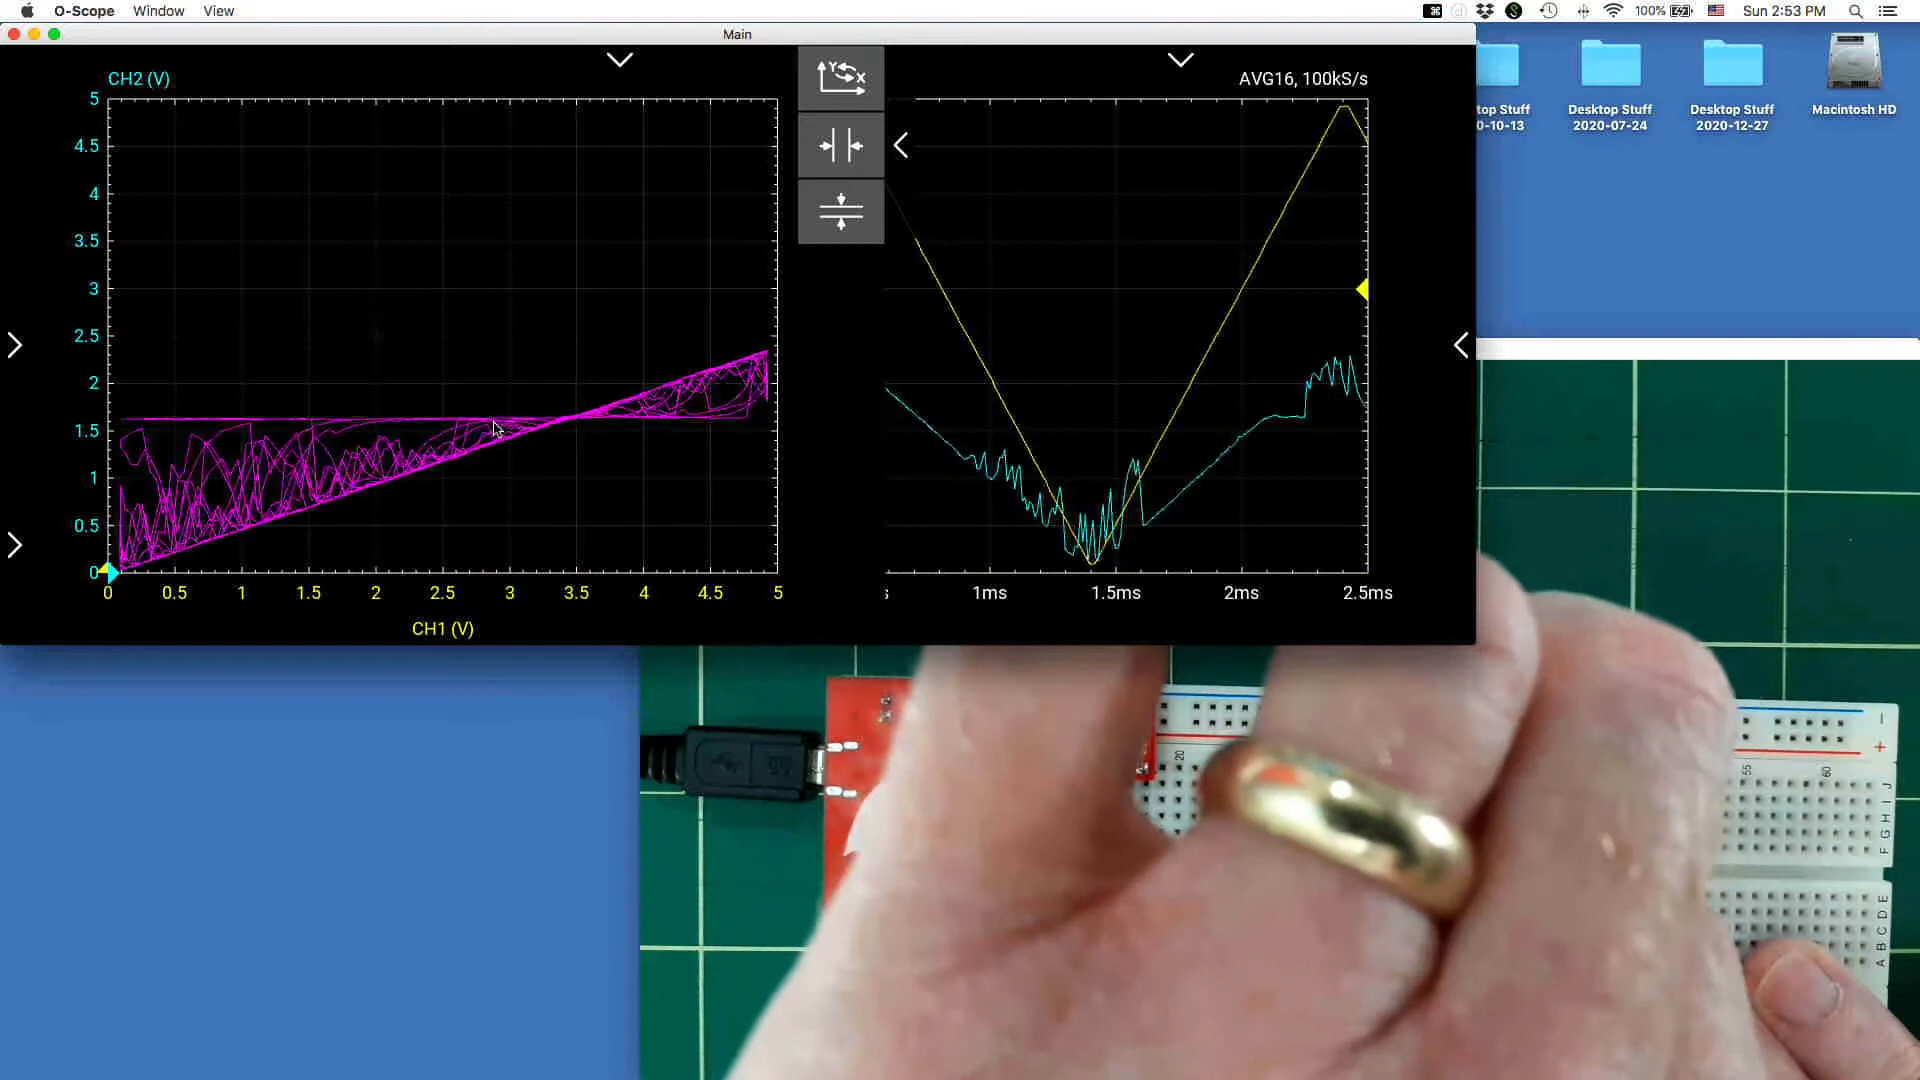 O-Scope Window View
100% Sun 2:53 PM
Main
CH2 (V)
AVG16, 100kS/s
5
4.5
4
3.5
3
2.5
2
1.5
1
0.5
0
0 0.5 1 1.5 2 2.5 3 3.5 4 4.5 5
CH1 (V)
s 1ms 1.5ms 2ms 2.5ms
Y X
top Stuff
0-10-13
Desktop Stuff
2020-07-24
Desktop Stuff
2020-12-27
Macintosh HD
20
55
60
− +
J
I
H
G
F
E
D
C
B
A